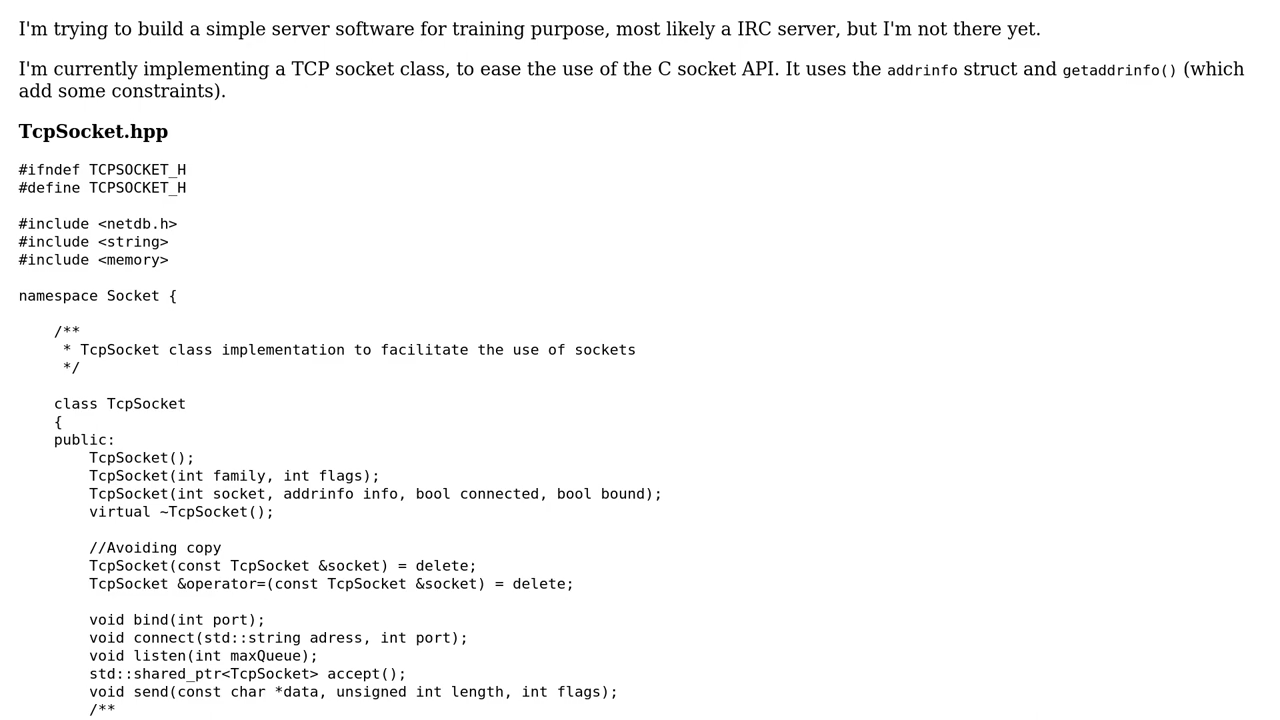 I'm trying to build a simple server software for training purpose, most likely a IRC server, but I'm not there yet.
I'm currently implementing a TCP socket class, to ease the use of the C socket API. It uses the addrinfo struct and getaddrinfo() (which
add some constraints).
TcpSocket.hpp
#ifndef TCPSOCKET_H
#define TCPSOCKET_H
#include <netdb.h>
#include <string>
#include <memory>
namespace Socket {
/**
* TcpSocket class implementation to facilitate the use of sockets
*/
class TcpSocket
{
public:
TcpSocket();
TcpSocket(int family, int flags);
TcpSocket(int socket, addrinfo info, bool connected, bool bound);
virtual ~TcpSocket();
//Avoiding copy
TcpSocket(const TcpSocket &socket) = delete;
TcpSocket &operator=(const TcpSocket &socket) = delete;
void bind(int port);
void connect(std::string adress, int port);
void listen(int maxQueue);
std::shared_ptr<TcpSocket> accept();
void send(const char *data, unsigned int length, int flags);
/**